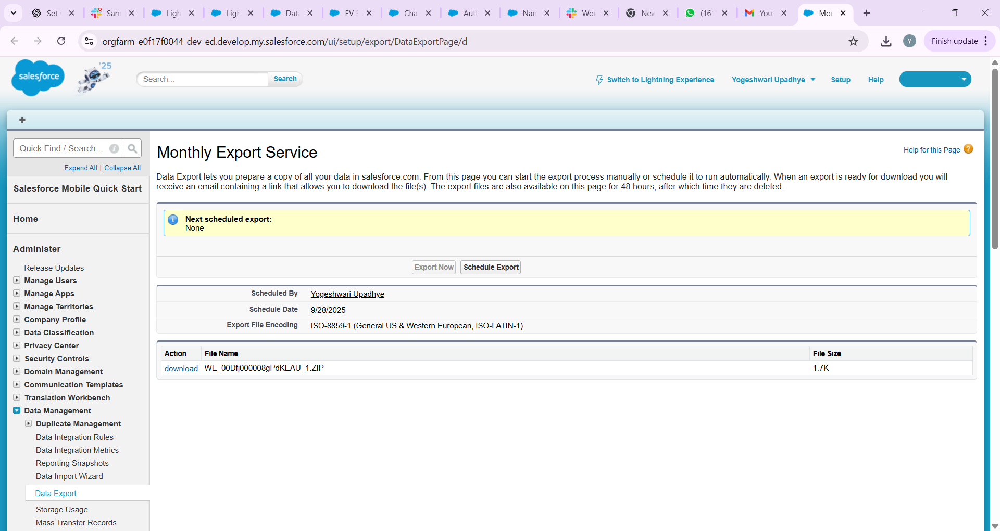 Set
Sam
Ligh
Ligh
Dat
EV F
Cha
Aut
Nan
Wor
New
(16
You
Mo
orgfarm-e0f17f0044-dev-ed.develop.my.salesforce.com/ui/setup/export/DataExportPage/d
Y
Finish update
salesforce
'25
Search...
Search
Switch to Lightning Experience
Yogeshwari Upadhye
Setup
Help
Quick Find / Search...
Expand All | Collapse All
Salesforce Mobile Quick Start
Home
Administer
Release Updates
Manage Users
Manage Apps
Manage Territories
Company Profile
Data Classification
Privacy Center
Security Controls
Domain Management
Communication Templates
Translation Workbench
Data Management
Duplicate Management
Data Integration Rules
Data Integration Metrics
Reporting Snapshots
Data Import Wizard
Data Export
Storage Usage
Mass Transfer Records
Monthly Export Service
Help for this Page
Data Export lets you prepare a copy of all your data in salesforce.com. From this page you can start the export process manually or schedule it to run automatically. When an export is ready for download you will
receive an email containing a link that allows you to download the file(s). The export files are also available on this page for 48 hours, after which time they are deleted.
Next scheduled export:
None
Export Now
Schedule Export
Scheduled By Yogeshwari Upadhye
Schedule Date 9/28/2025
Export File Encoding ISO-8859-1 (General US & Western European, ISO-LATIN-1)
Action File Name File Size
download WE_00Dfj000008gPdKEAU_1.ZIP 1.7K